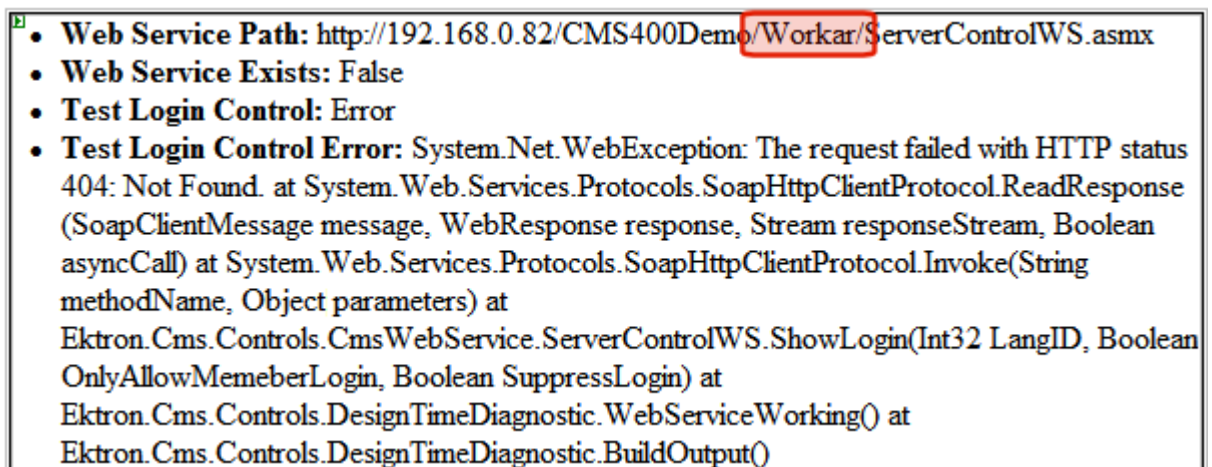 • Web Service Path: http://192.168.0.82/CMS400Demo/Workar/ServerControlWS.asmx
• Web Service Exists: False
• Test Login Control: Error
• Test Login Control Error: System.Net.WebException: The request failed with HTTP status
404: Not Found. at System.Web.Services.Protocols.SoapHttpClientProtocol.ReadResponse
(SoapClientMessage message, WebResponse response, Stream responseStream, Boolean
asyncCall) at System.Web.Services.Protocols.SoapHttpClientProtocol.Invoke(String
methodName, Object parameters) at
Ektron.Cms.Controls.CmsWebService.ServerControlWS.ShowLogin(Int32 LangID, Boolean
OnlyAllowMemeberLogin, Boolean SuppressLogin) at
Ektron.Cms.Controls.DesignTimeDiagnostic.WebServiceWorking() at
Ektron.Cms.Controls.DesignTimeDiagnostic.BuildOutput()